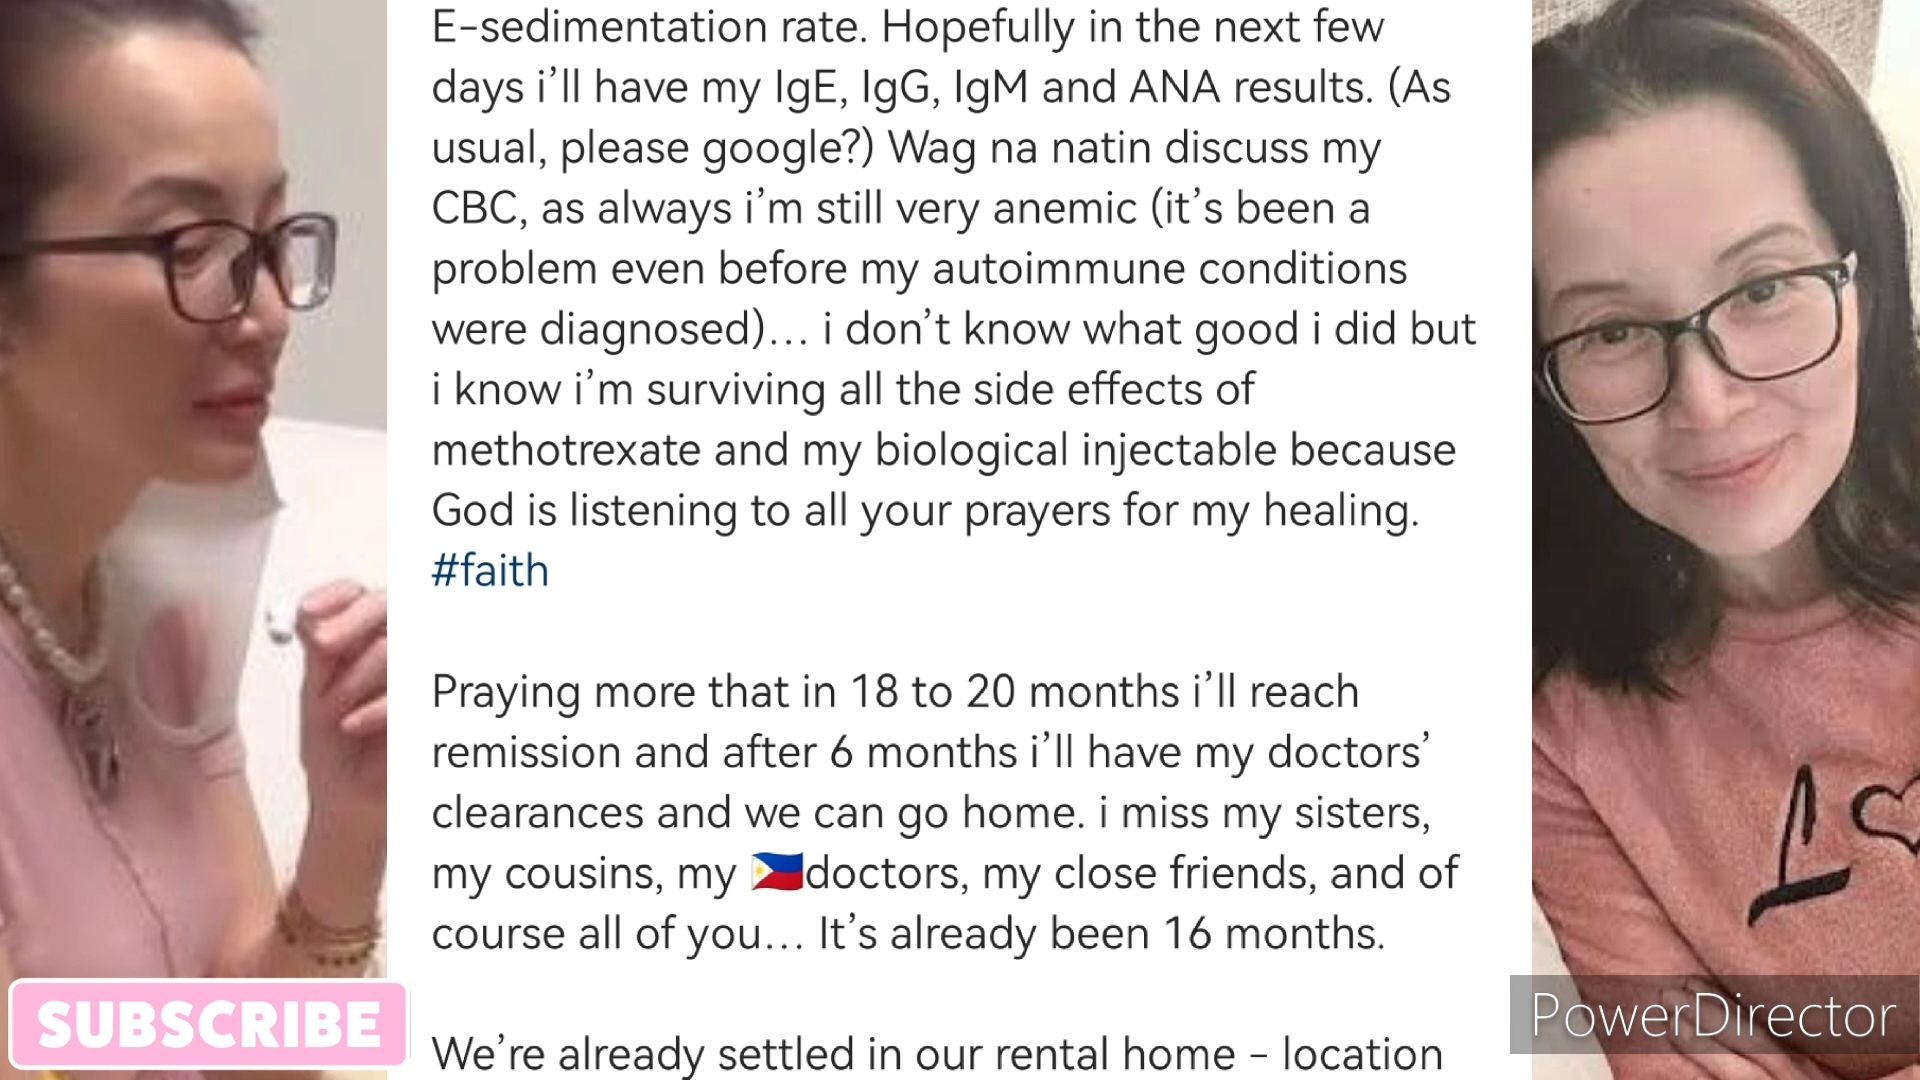 E-sedimentation rate. Hopefully in the next few
days i’ll have my IgE, IgG, IgM and ANA results. (As
usual, please google?) Wag na natin discuss my
CBC, as always i’m still very anemic (it’s been a
problem even before my autoimmune conditions
were diagnosed)... i don’t know what good i did but
i know i’m surviving all the side effects of
methotrexate and my biological injectable because
God is listening to all your prayers for my healing.
#faith
Praying more that in 18 to 20 months i’ll reach
remission and after 6 months i’ll have my doctors’
clearances and we can go home. i miss my sisters,
my cousins, my 🇵🇭doctors, my close friends, and of
course all of you... It’s already been 16 months.
We’re already settled in our rental home - location
SUBSCRIBE
PowerDirector